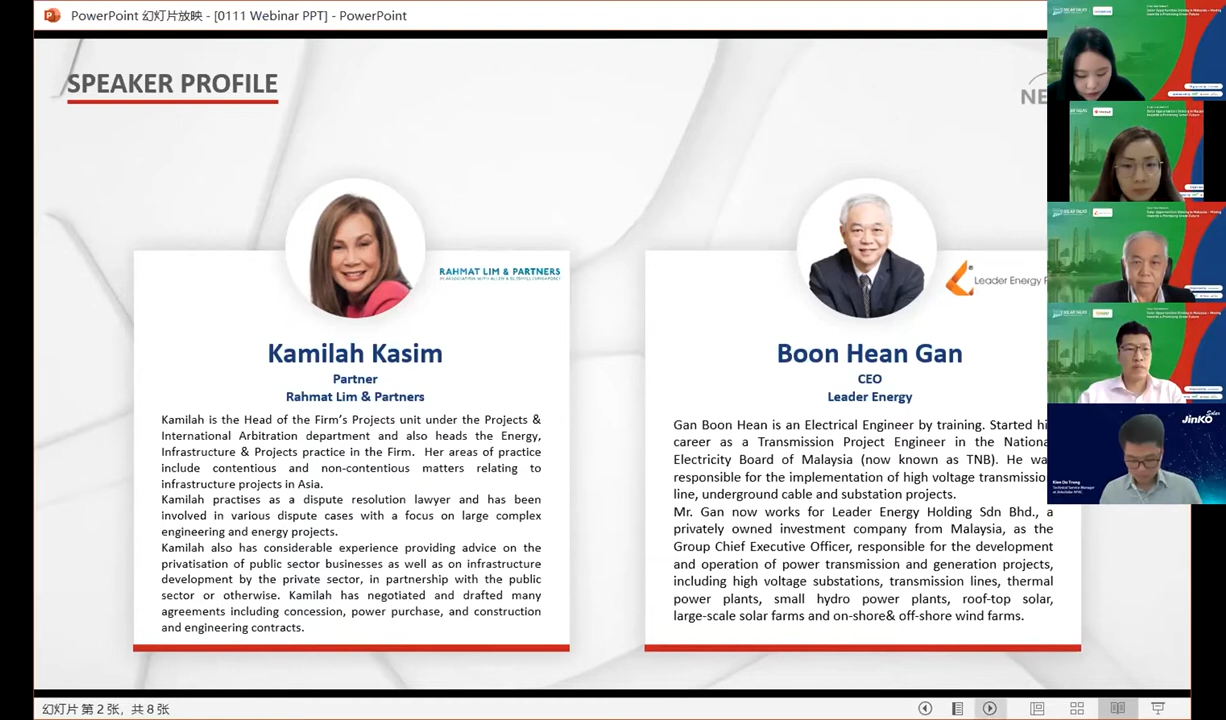 PowerPoint 幻灯片放映 - [0111 Webinar PPT] - PowerPoint
SPEAKER PROFILE
NE
RAHMAT LIM & PARTNERS
Leader Energy
Kamilah Kasim
Partner
Rahmat Lim & Partners
Kamilah is the Head of the Firm's Projects unit under the Projects &
International Arbitration department and also heads the Energy,
Infrastructure & Projects practice in the Firm. Her areas of practice
include contentious and non-contentious matters relating to
infrastructure projects in Asia.
Kamilah practises as a dispute resolution lawyer and has been
involved in various dispute cases with a focus on large complex
engineering and energy projects.
Kamilah also has considerable experience providing advice on the
privatisation of public sector businesses as well as on infrastructure
development by the private sector, in partnership with the public
sector or otherwise. Kamilah has negotiated and drafted many
agreements including concession, power purchase, and construction
and engineering contracts.
Boon Hean Gan
CEO
Leader Energy
Gan Boon Hean is an Electrical Engineer by training. Started hi
career as a Transmission Project Engineer in the Nationa
Electricity Board of Malaysia (now known as TNB). He wa
responsible for the implementation of high voltage transmissio
line, underground cable and substation projects.
Mr. Gan now works for Leader Energy Holding Sdn Bhd., a
privately owned investment company from Malaysia, as the
Group Chief Executive Officer, responsible for the development
and operation of power transmission and generation projects,
including high voltage substations, transmission lines, thermal
power plants, small hydro power plants, roof-top solar,
large-scale solar farms and on-shore& off-shore wind farms.
JinKO Solar
幻灯片 第 2 张，共 8 张